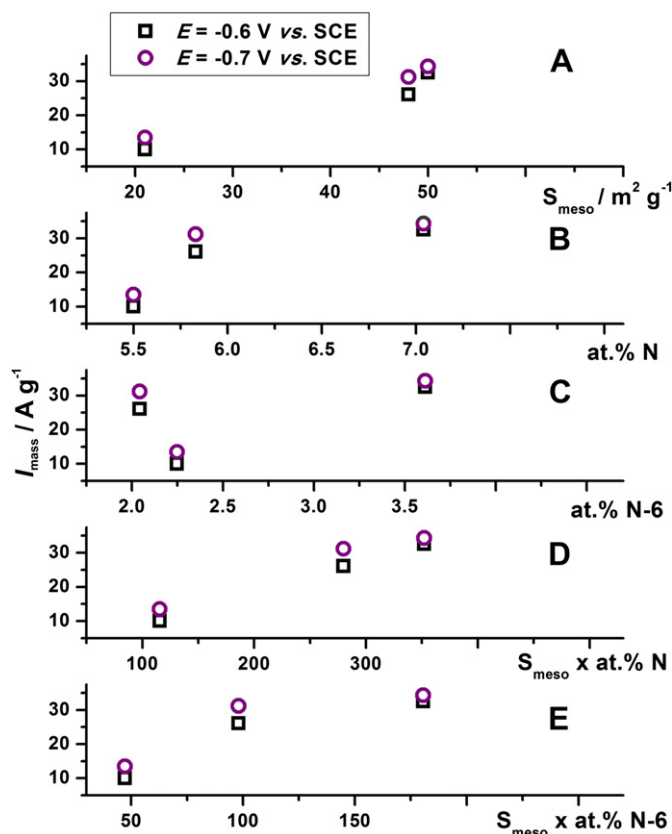 E = -0.6 V vs. SCE
E = -0.7 V vs. SCE
A
30
20
10
20 30 40 50
S_meso / m² g⁻¹
B
30
20
10
5.5 6.0 6.5 7.0
at.% N
C
30
20
10
I_mass / A g⁻¹
2.0 2.5 3.0 3.5
at.% N-6
D
30
20
10
100 200 300
S_meso x at.% N
E
30
20
10
50 100 150
S_meso x at.% N-6